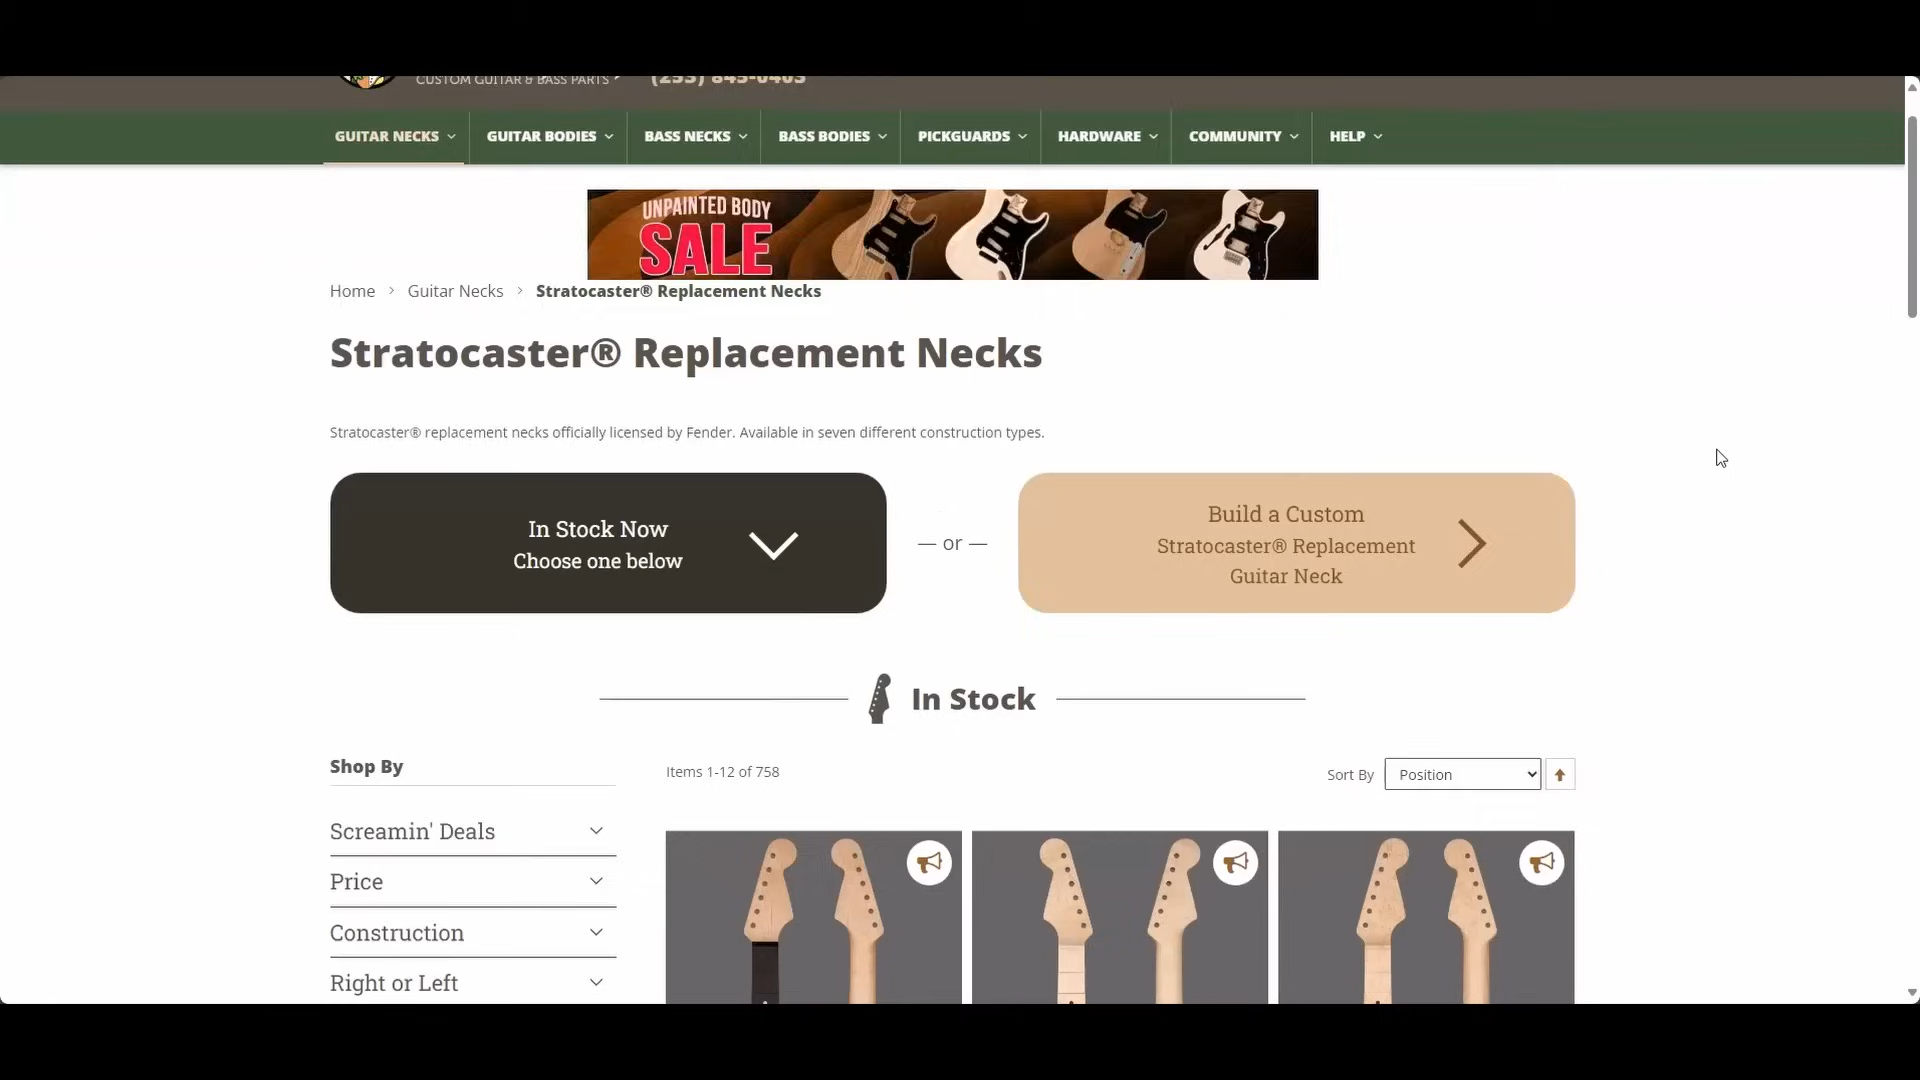 CUSTOM GUITAR & BASS PARTS
(253) 845-0403
GUITAR NECKS
GUITAR BODIES
BASS NECKS
BASS BODIES
PICKGUARDS
HARDWARE
COMMUNITY
HELP
UNPAINTED BODY
SALE
Home > Guitar Necks > Stratocaster® Replacement Necks
Stratocaster® Replacement Necks
Stratocaster® replacement necks officially licensed by Fender. Available in seven different construction types.
In Stock Now
Choose one below
— or —
Build a Custom
Stratocaster® Replacement
Guitar Neck
In Stock
Shop By
Items 1-12 of 758
Sort By
Position
Screamin' Deals
Price
Construction
Right or Left